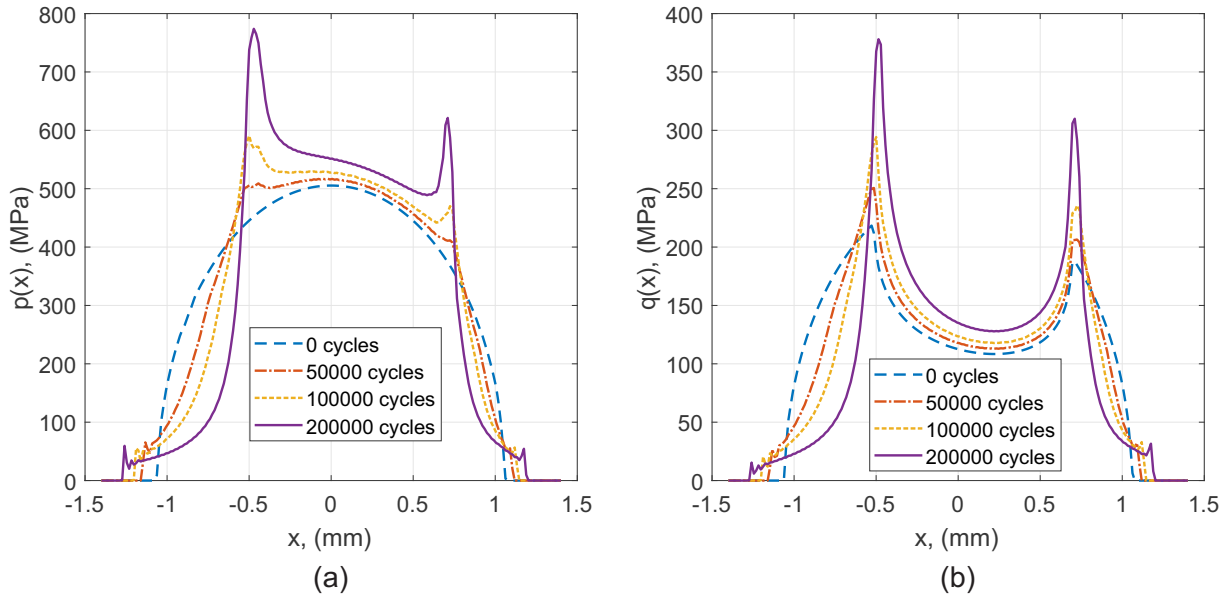 800
700
600
500
400
300
200
100
0
p(x), (MPa)
0 cycles
50000 cycles
100000 cycles
200000 cycles
-1.5 -1 -0.5 0 0.5 1 1.5
x, (mm)
(a)
400
350
300
250
200
150
100
50
0
q(x), (MPa)
0 cycles
50000 cycles
100000 cycles
200000 cycles
-1.5 -1 -0.5 0 0.5 1 1.5
x, (mm)
(b)